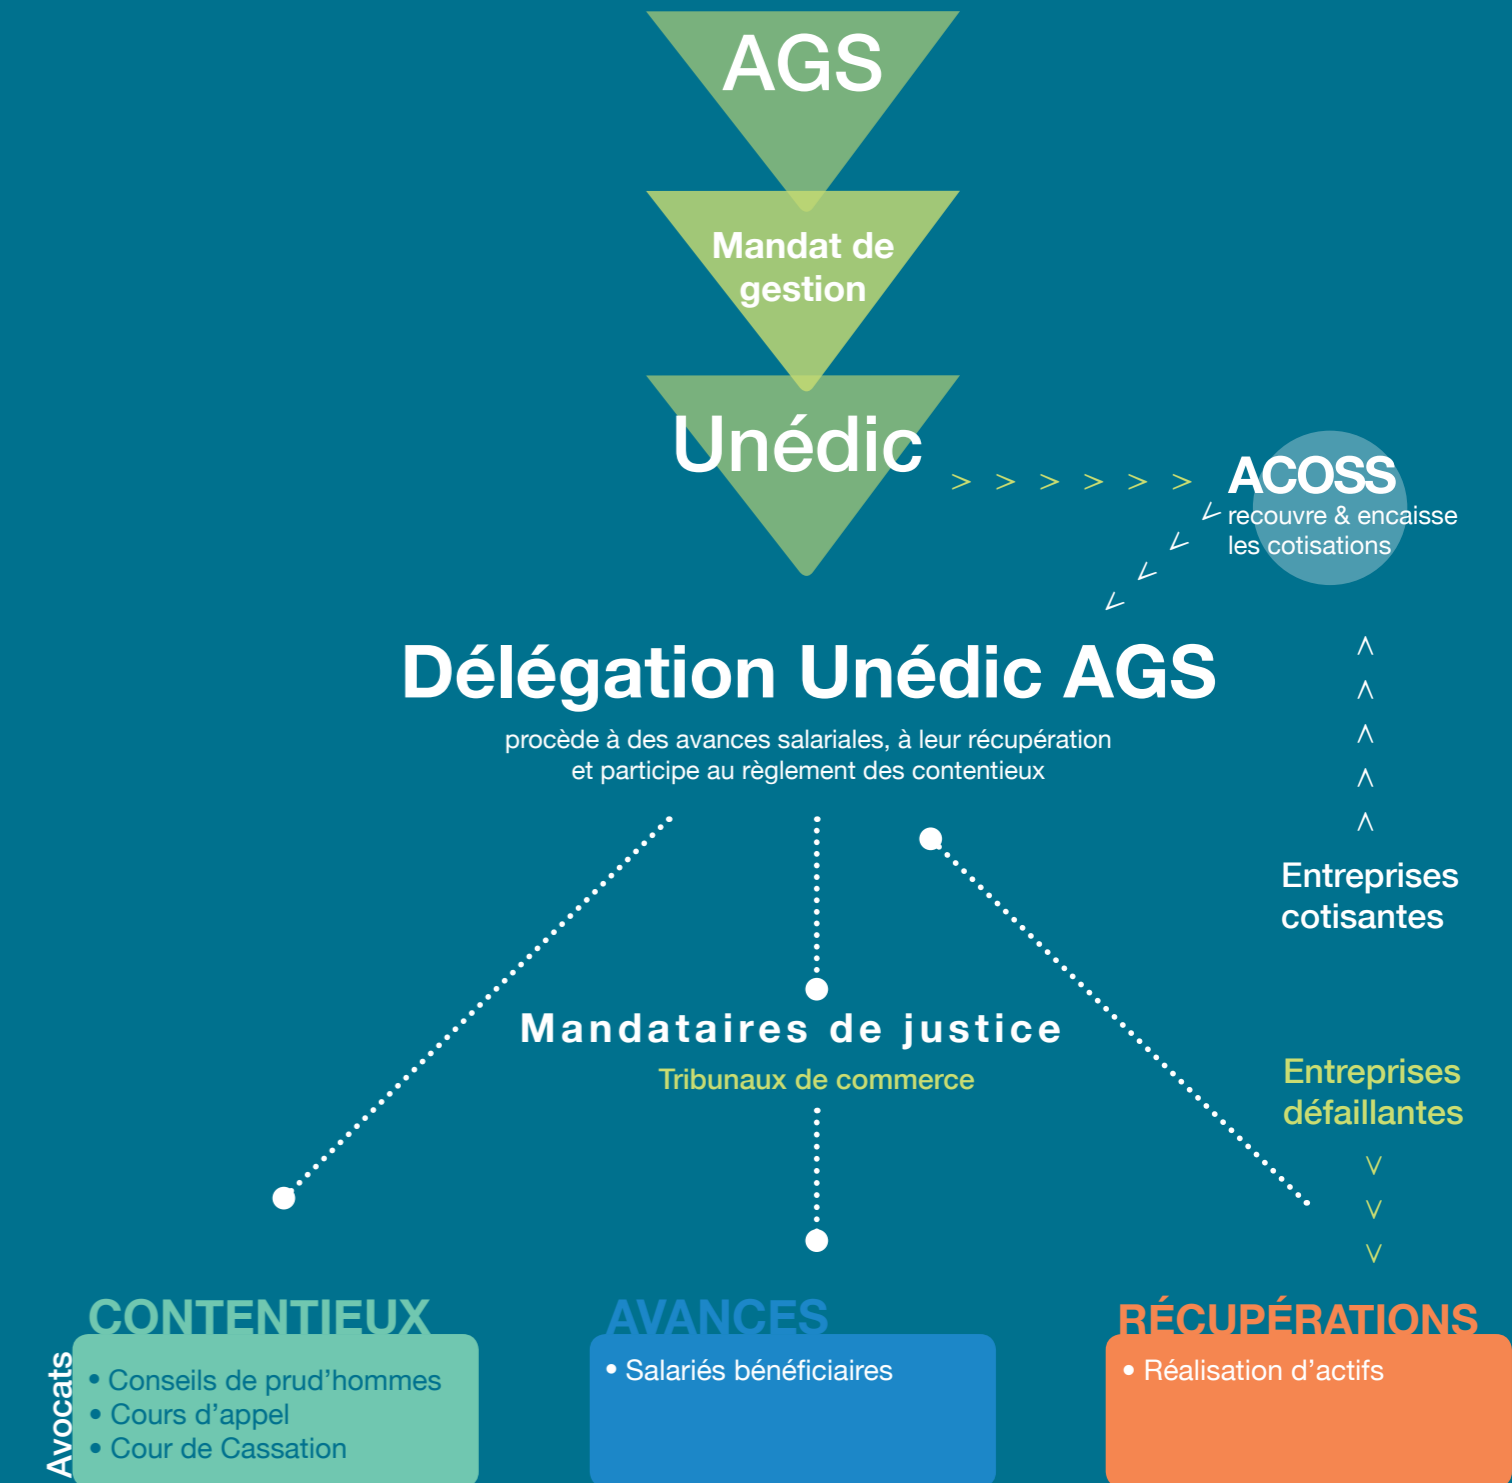 AGS
Mandat de
gestion
Unédic
> > > > > >
ACOSS
recouvre & encaisse
les cotisations
Délégation Unédic AGS
procède à des avances salariales, à leur récupération
et participe au règlement des contentieux
Entreprises
cotisantes
Mandataires de justice
Tribunaux de commerce
Entreprises
défaillantes
CONTENTIEUX
Avocats
• Conseils de prud’hommes
• Cours d’appel
• Cour de Cassation
AVANCES
• Salariés bénéficiaires
RÉCUPÉRATIONS
• Réalisation d’actifs